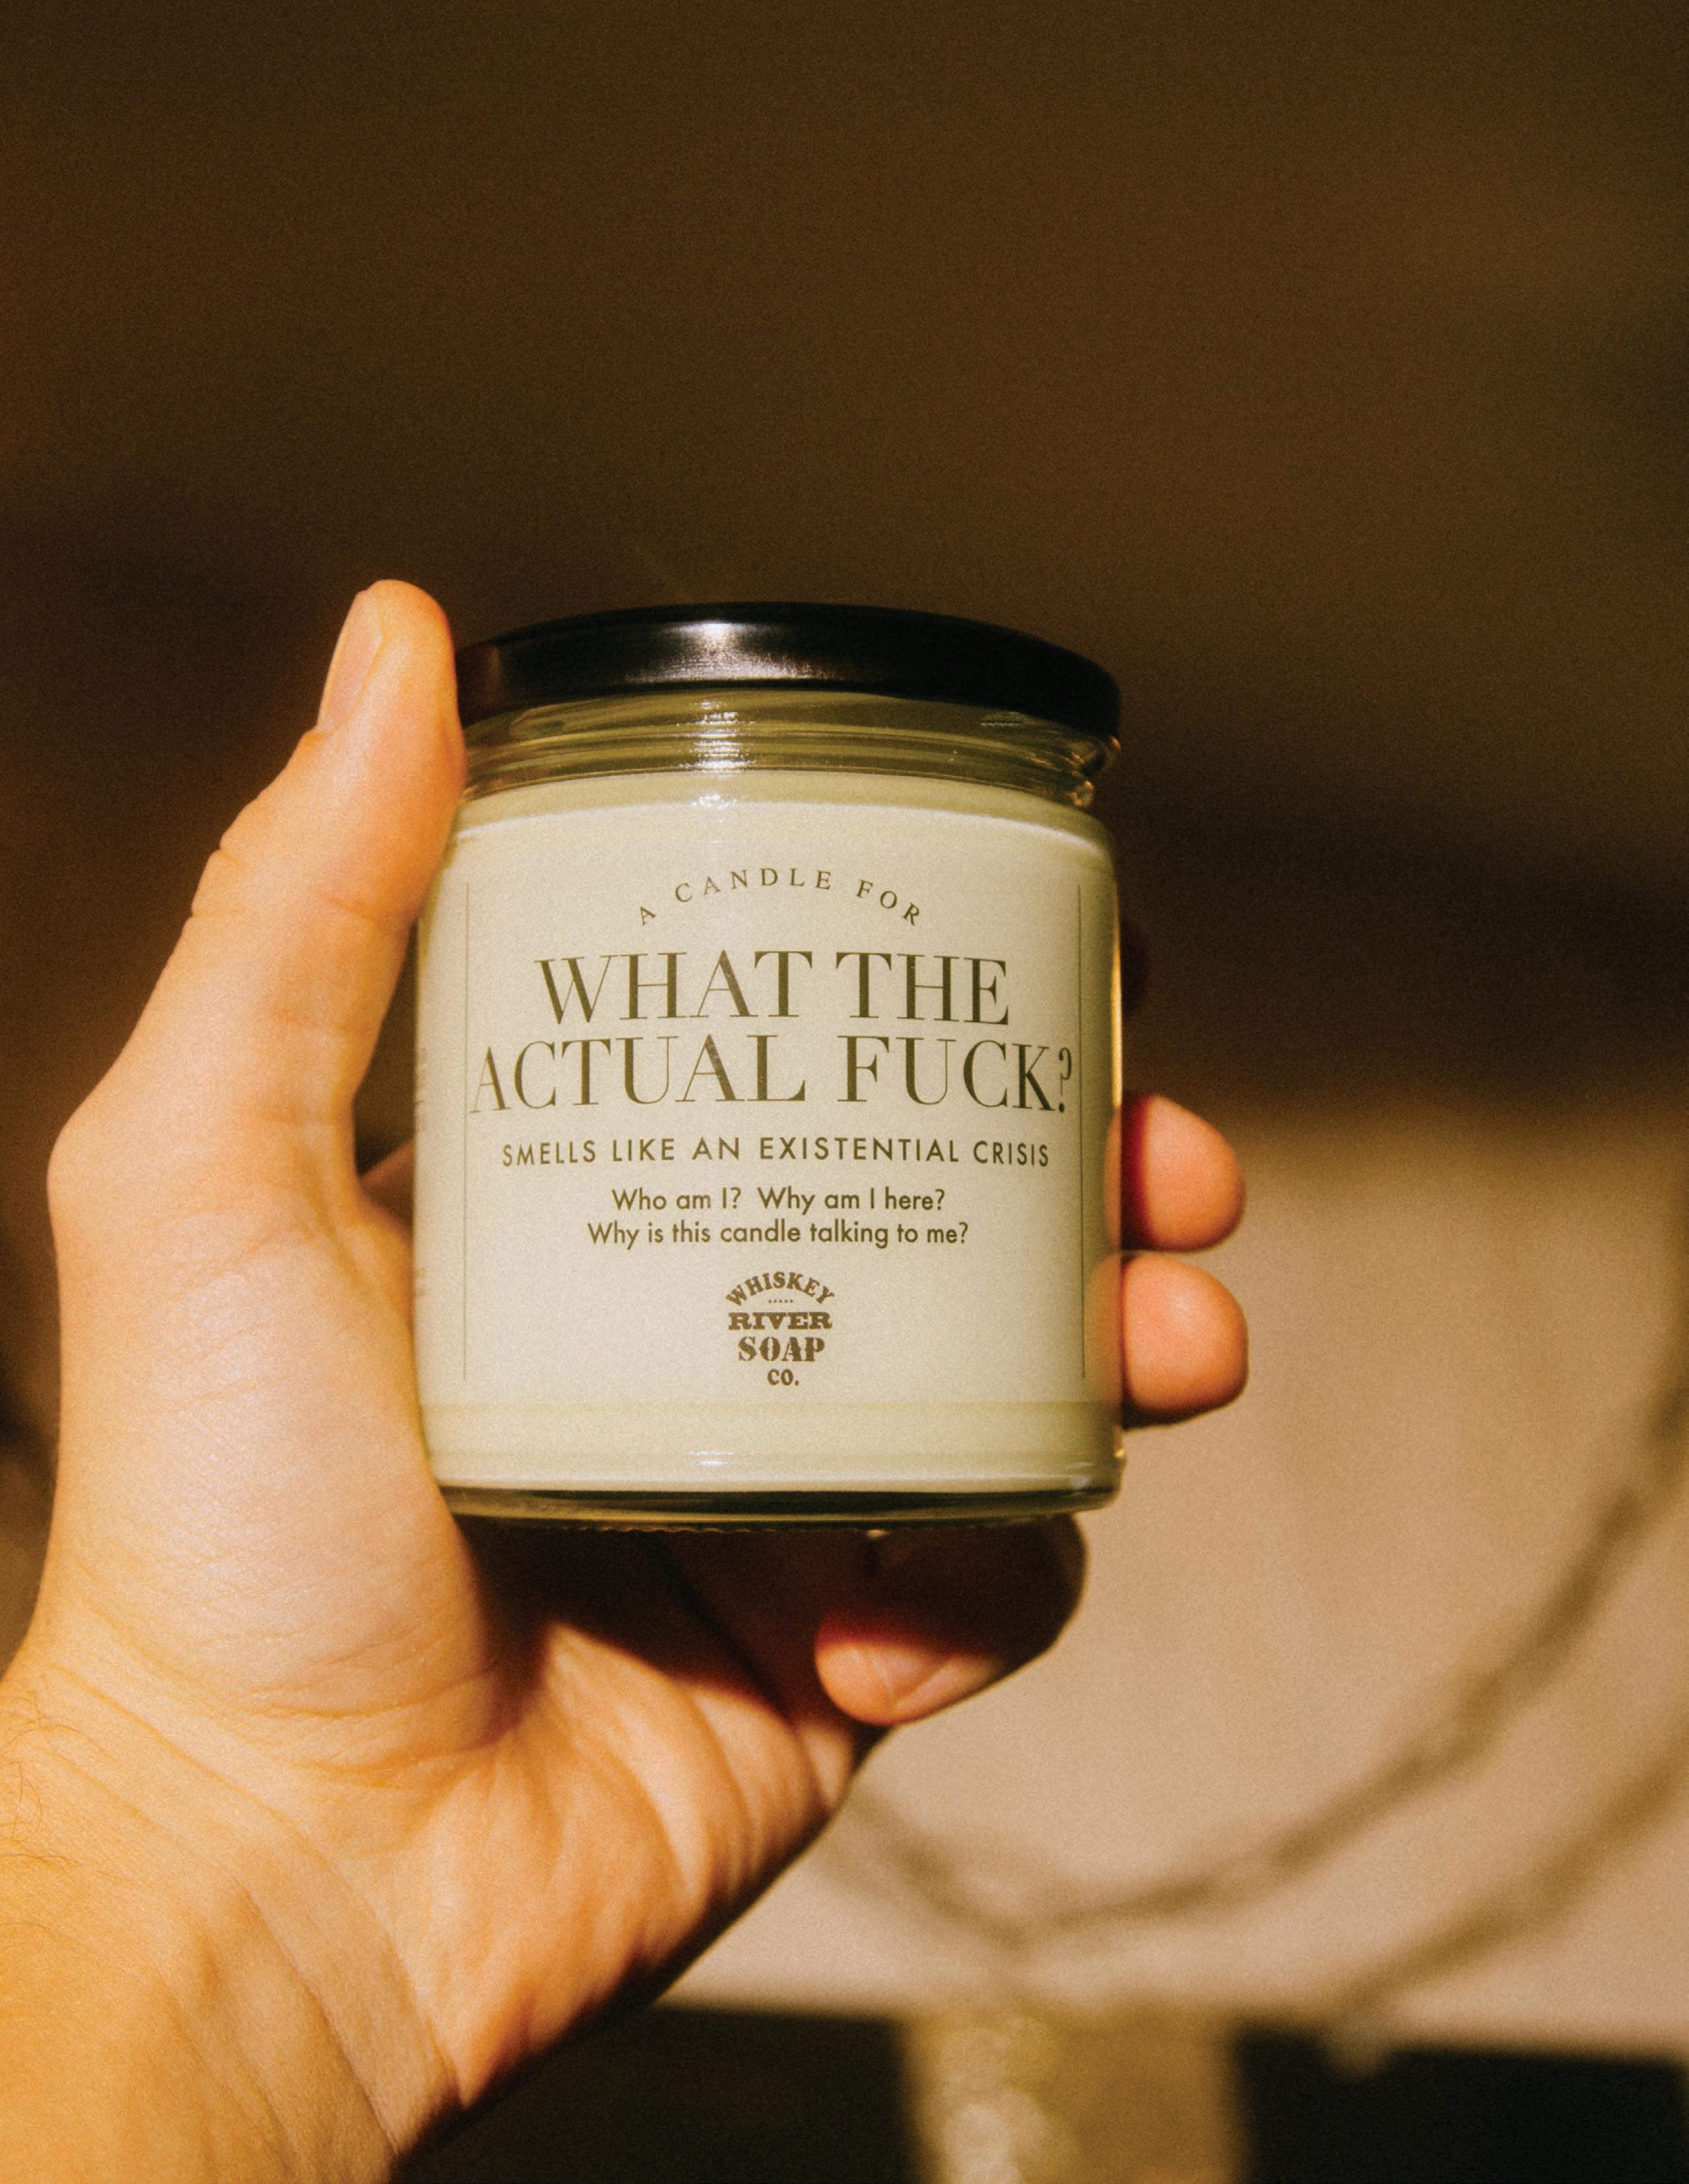 A CANDLE FOR
WHAT THE
ACTUAL FUCK?
SMELLS LIKE AN EXISTENTIAL CRISIS
Who am I? Why am I here?
Why is this candle talking to me?
WHISKEY
RIVER
SOAP
CO.